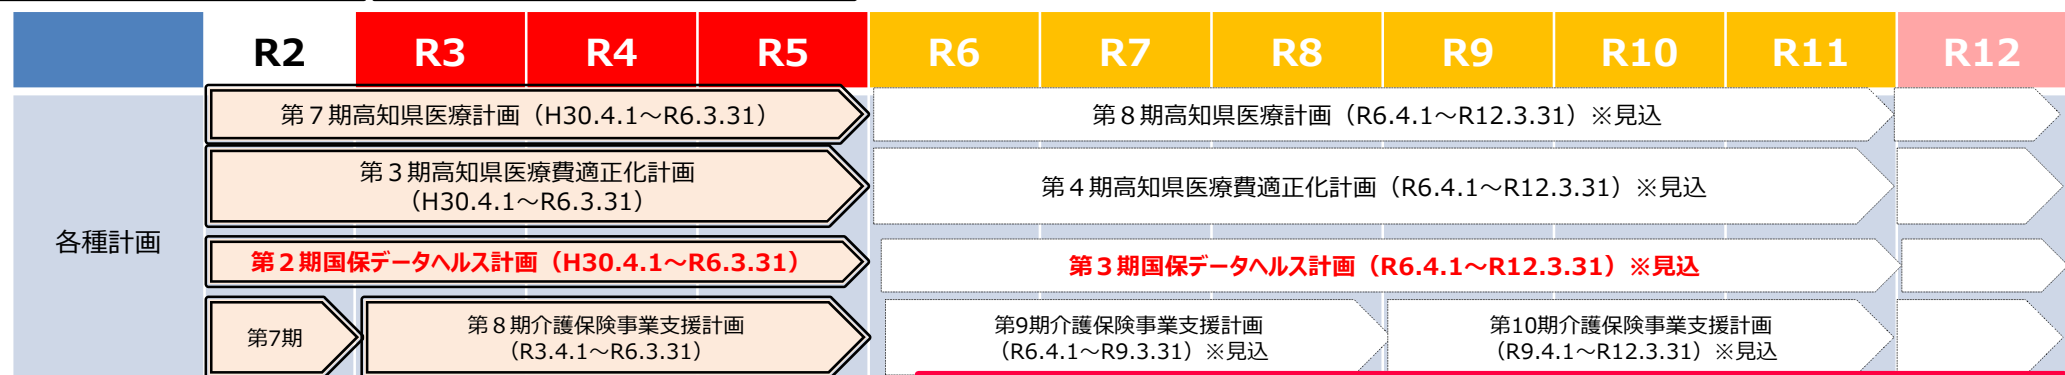 R2 R3 R4 R5 R6 R7 R8 R9 R10 R11 R12
各種計画
第７期高知県医療計画（H30.4.1～R6.3.31）
第８期高知県医療計画（R6.4.1～R12.3.31）※見込
第３期高知県医療費適正化計画
（H30.4.1～R6.3.31）
第４期高知県医療費適正化計画（R6.4.1～R12.3.31）※見込
第２期国保データヘルス計画（H30.4.1～R6.3.31）
第３期国保データヘルス計画（R6.4.1～R12.3.31）※見込
第7期
第８期介護保険事業支援計画
（R3.4.1～R6.3.31）
第9期介護保険事業支援計画
（R6.4.1～R9.3.31）※見込
第10期介護保険事業支援計画
（R9.4.1～R12.3.31）※見込